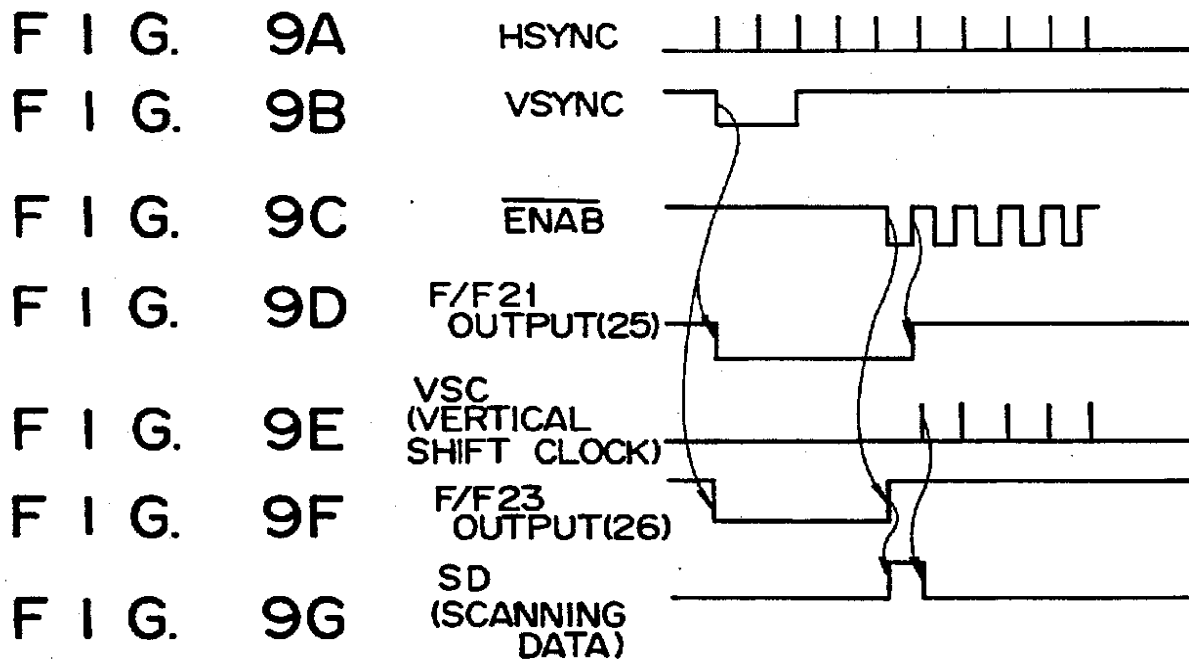 FIG. 9A HSYNC
FIG. 9B VSYNC
FIG. 9C ENAB
FIG. 9D F/F21
OUTPUT(25)
FIG. 9E VSC
(VERTICAL
SHIFT CLOCK)
FIG. 9F F/F23
OUTPUT(26)
FIG. 9G SD
(SCANNING
DATA)